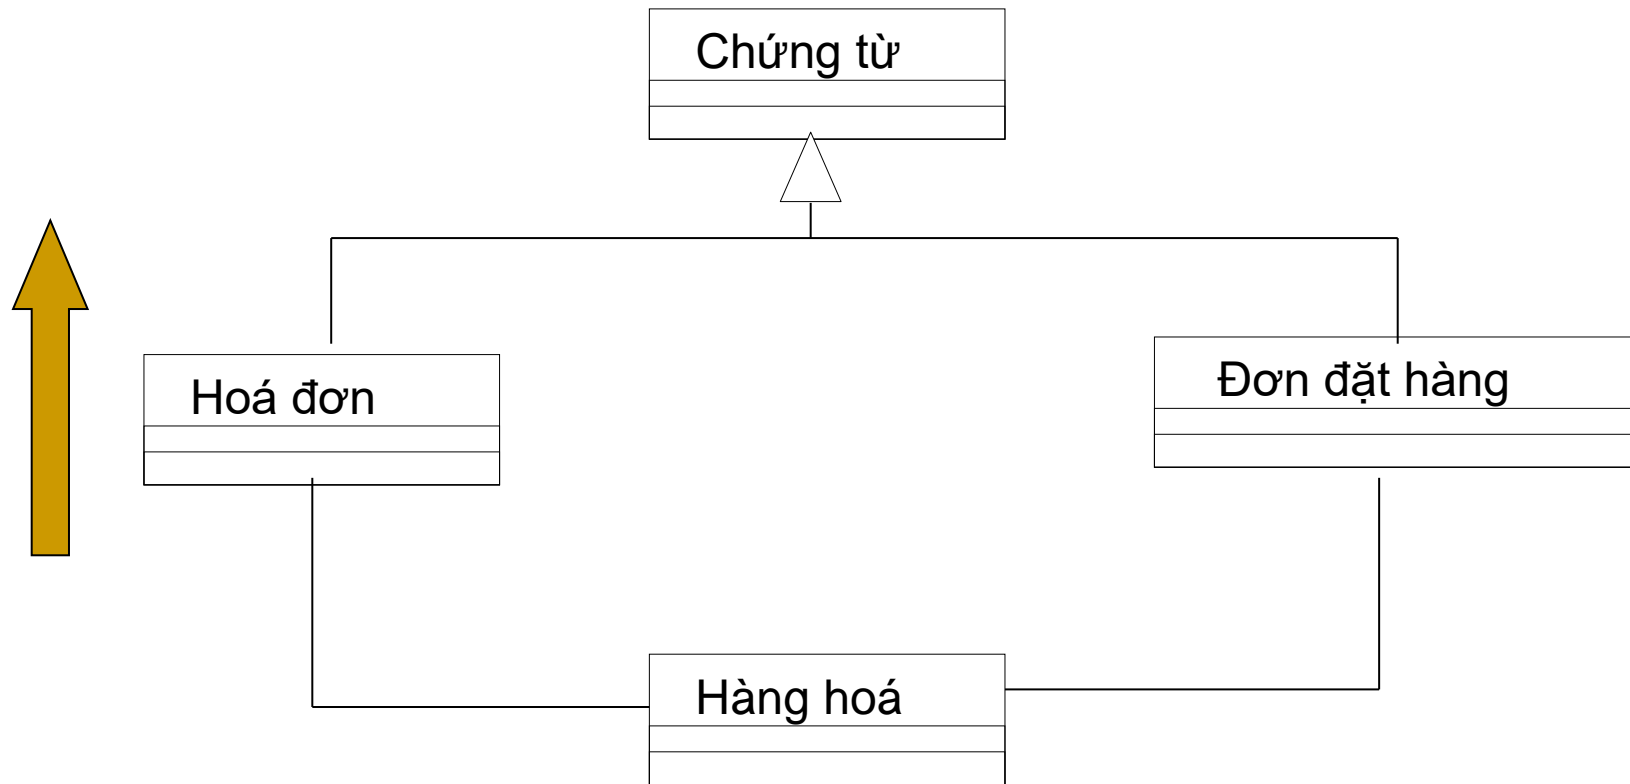 Chứng từ
Hoá đơn
Đơn đặt hàng
Hàng hoá